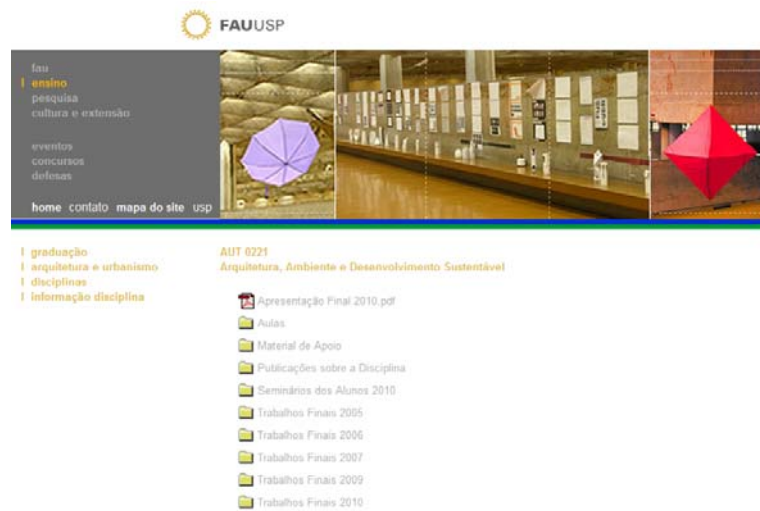 FAUUSP
fau
ensino
pesquisa
cultura e extensão
eventos
concursos
defesas
home contato mapa do site usp
graduação
arquitetura e urbanismo
disciplinas
informação disciplina
AUT 0221
Arquitetura, Ambiente e Desenvolvimento Sustentável
Apresentação Final 2010.pdf
Aulas
Material de Apoio
Publicações sobre a Disciplina
Seminários dos Alunos 2010
Trabalhos Finais 2005
Trabalhos Finais 2006
Trabalhos Finais 2007
Trabalhos Finais 2009
Trabalhos Finais 2010